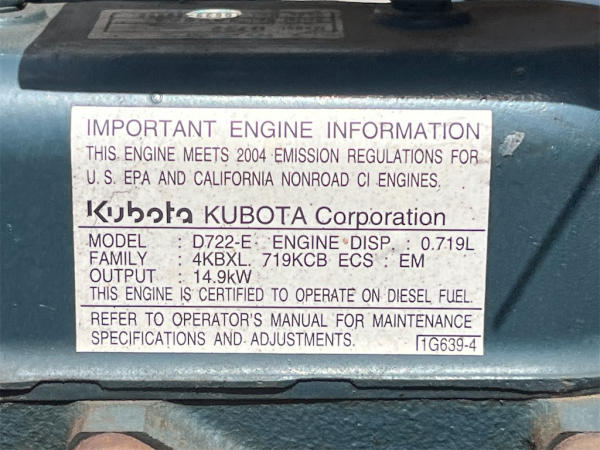 IMPORTANT ENGINE INFORMATION
THIS ENGINE MEETS 2004 EMISSION REGULATIONS FOR
U.S. EPA AND CALIFORNIA NONROAD CI ENGINES.
Kubota KUBOTA Corporation
MODEL : D722-E ENGINE DISP. : 0.719L
FAMILY : 4KBXL. 719KCB ECS : EM
OUTPUT : 14.9kW
THIS ENGINE IS CERTIFIED TO OPERATE ON DIESEL FUEL.
REFER TO OPERATOR'S MANUAL FOR MAINTENANCE
SPECIFICATIONS AND ADJUSTMENTS.
1G639-4